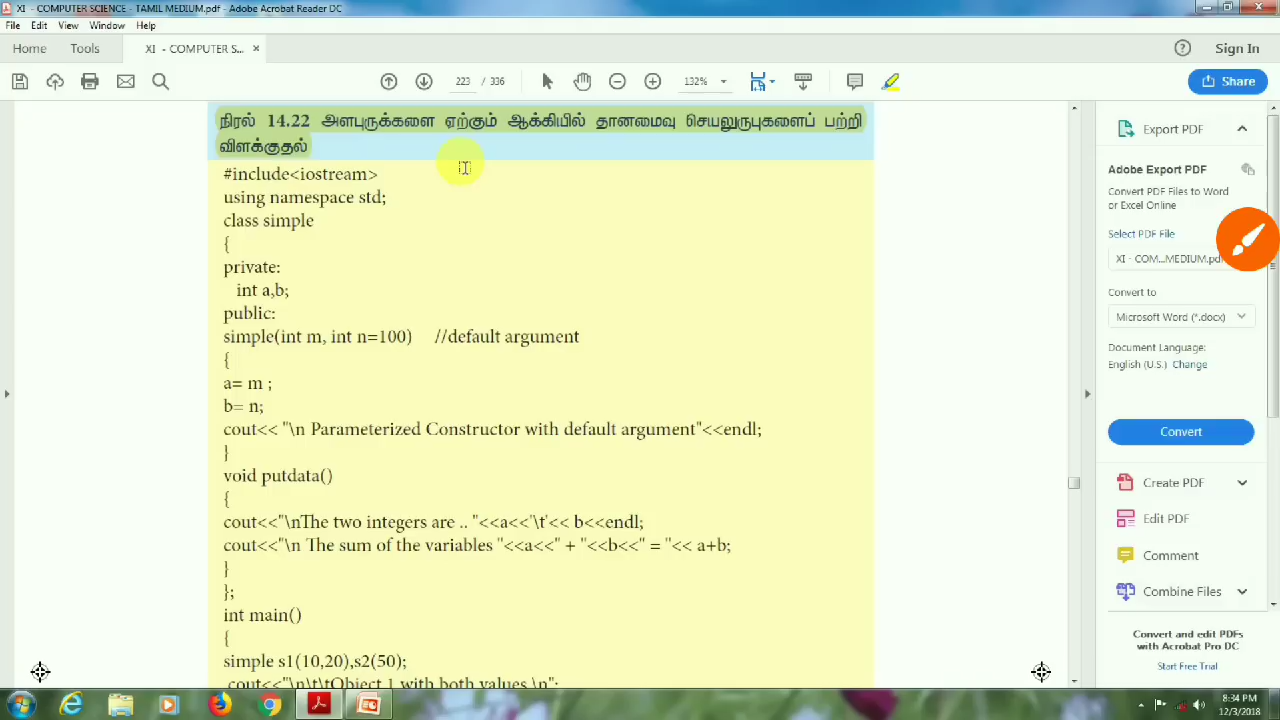 XI - COMPUTER SCIENCE - TAMIL MEDIUM.pdf - Adobe Acrobat Reader DC
File Edit View Window Help
Home Tools XI - COMPUTER S... × Sign In
223 / 336 132% Share
நிரல் 14.22 அளபுருக்களை ஏற்கும் ஆக்கியில் தானமைவு செயலுருபுகளைப் பற்றி
விளக்குதல்
#include<iostream>
using namespace std;
class simple
{
private:
int a,b;
public:
simple(int m, int n=100) //default argument
{
a= m ;
b= n;
cout<< "\n Parameterized Constructor with default argument"<<endl;
}
void putdata()
{
cout<<"\nThe two integers are .. "<<a<<'\t'<< b<<endl;
cout<<"\n The sum of the variables "<<a<<" + "<<b<<" = "<< a+b;
}
};
int main()
{
simple s1(10,20),s2(50);
cout<<"\n\t\tObject 1 with both values \n";
Export PDF
Adobe Export PDF
Convert PDF Files to Word
or Excel Online
Select PDF File
XI - COM...MEDIUM.pdf
Convert to
Microsoft Word (*.docx)
Document Language:
English (U.S.) Change
Convert
Create PDF
Edit PDF
Comment
Combine Files
Convert and edit PDFs
with Acrobat Pro DC
Start Free Trial
8:34 PM
12/3/2018